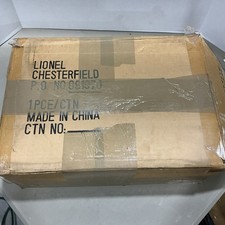 LIONEL
CHESTERFIELD
P.O. NO.
1PCE/CTN
MADE IN CHINA
CTN NO: